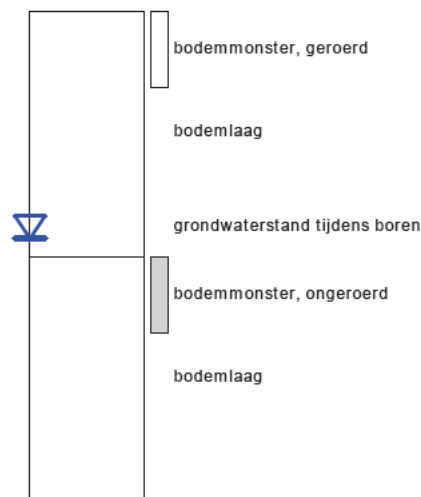 bodemmonster, geroerd
bodemlaag
grondwaterstand tijdens boren
bodemmonster, ongeroerd
bodemlaag